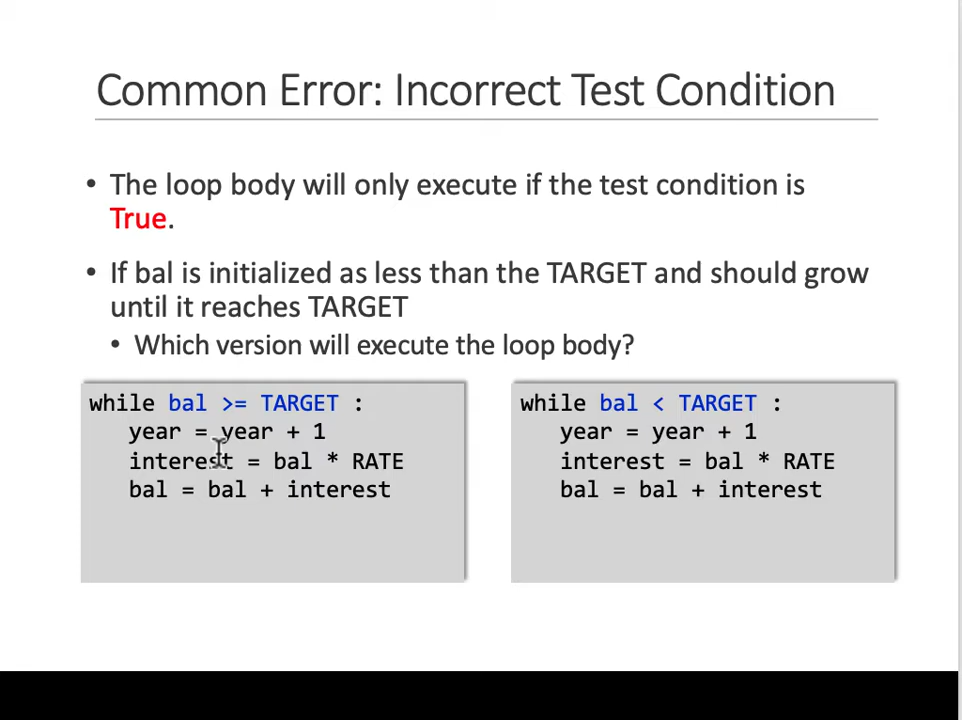 Common Error: Incorrect Test Condition
• The loop body will only execute if the test condition is
True.
• If bal is initialized as less than the TARGET and should grow
until it reaches TARGET
• Which version will execute the loop body?
while bal >= TARGET :
year = year + 1
interest = bal * RATE
bal = bal + interest
while bal < TARGET :
year = year + 1
interest = bal * RATE
bal = bal + interest